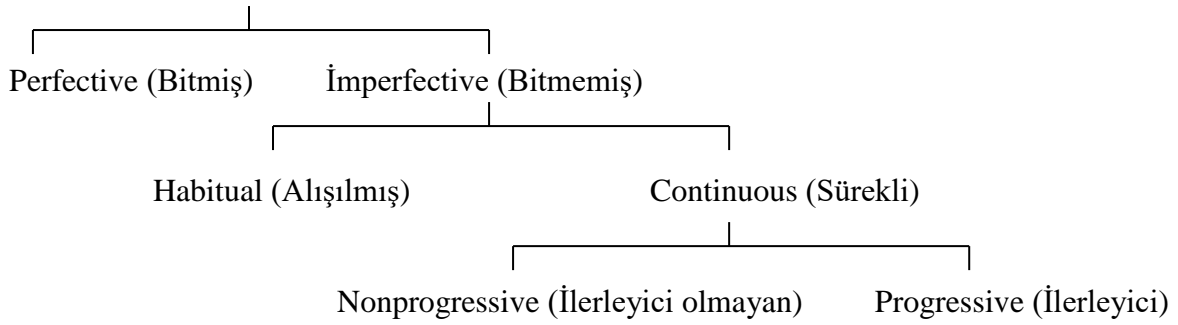 Perfective (Bitmiş) İmperfective (Bitmemiş)
Habitual (Alışılmış) Continuous (Sürekli)
Nonprogressive (İlerleyici olmayan) Progressive (İlerleyici)